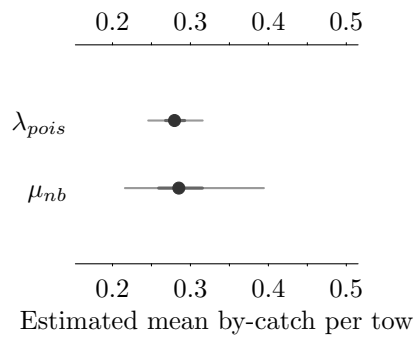 0.2 0.3 0.4 0.5
λ_pois
μ_nb
0.2 0.3 0.4 0.5
Estimated mean by-catch per tow